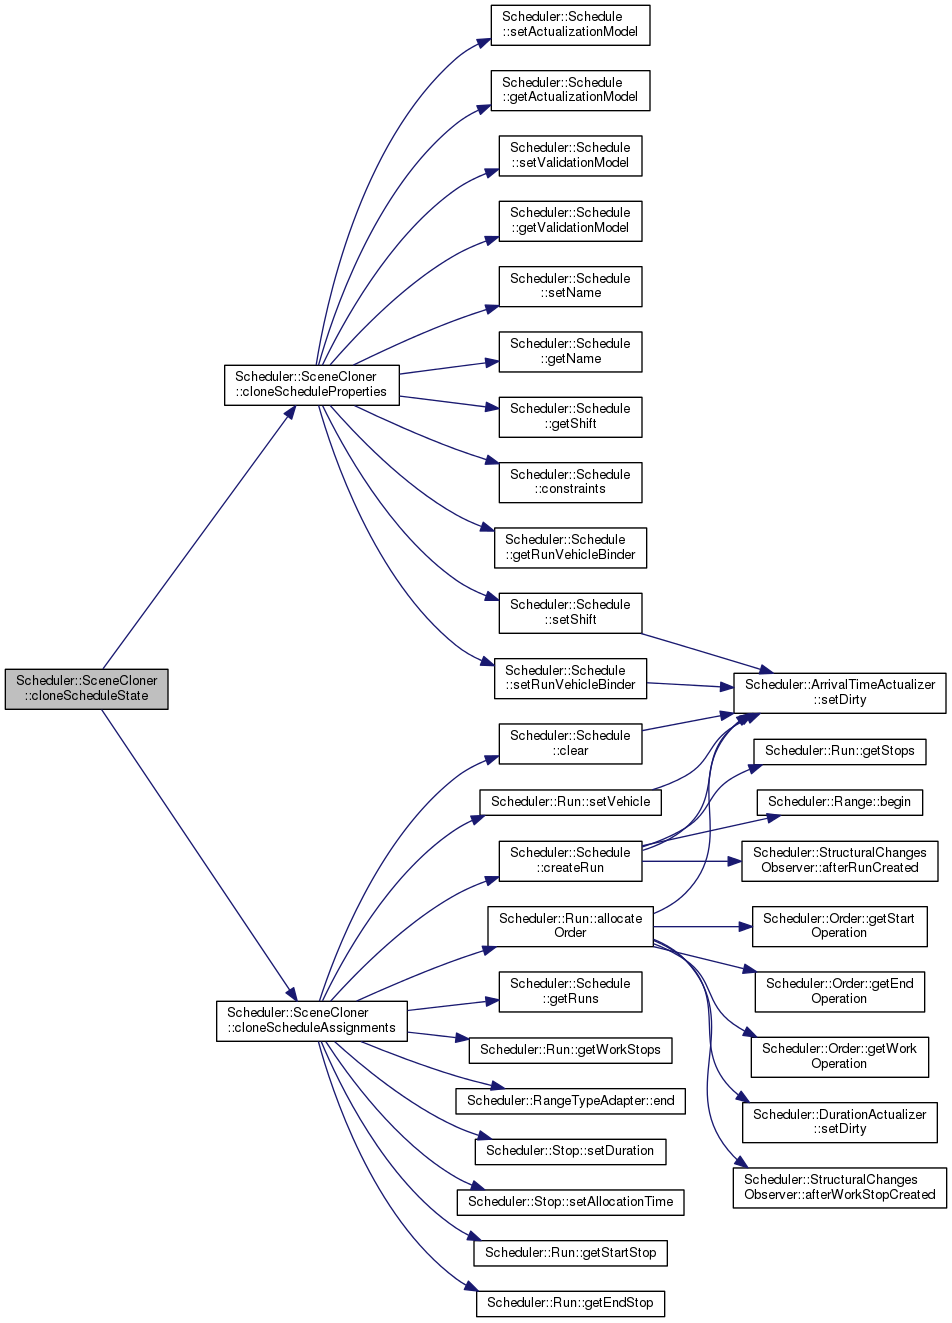 Scheduler::Schedule
::setActualizationModel
Scheduler::Schedule
::getActualizationModel
Scheduler::Schedule
::setValidationModel
Scheduler::Schedule
::getValidationModel
Scheduler::Schedule
::setName
Scheduler::Schedule
::getName
Scheduler::SceneCloner
::cloneScheduleProperties
Scheduler::Schedule
::getShift
Scheduler::Schedule
::constraints
Scheduler::Schedule
::getRunVehicleBinder
Scheduler::Schedule
::setShift
Scheduler::SceneCloner
::cloneScheduleState
Scheduler::Schedule
::setRunVehicleBinder
Scheduler::ArrivalTimeActualizer
::setDirty
Scheduler::Schedule
::clear
Scheduler::Run::getStops
Scheduler::Run::setVehicle
Scheduler::Range::begin
Scheduler::Schedule
::createRun
Scheduler::StructuralChanges
Observer::afterRunCreated
Scheduler::Run::allocate
Order
Scheduler::Order::getStart
Operation
Scheduler::Schedule
::getRuns
Scheduler::Order::getEnd
Operation
Scheduler::SceneCloner
::cloneScheduleAssignments
Scheduler::Run::getWorkStops
Scheduler::Order::getWork
Operation
Scheduler::RangeTypeAdapter::end
Scheduler::DurationActualizer
::setDirty
Scheduler::Stop::setDuration
Scheduler::StructuralChanges
Observer::afterWorkStopCreated
Scheduler::Stop::setAllocationTime
Scheduler::Run::getStartStop
Scheduler::Run::getEndStop